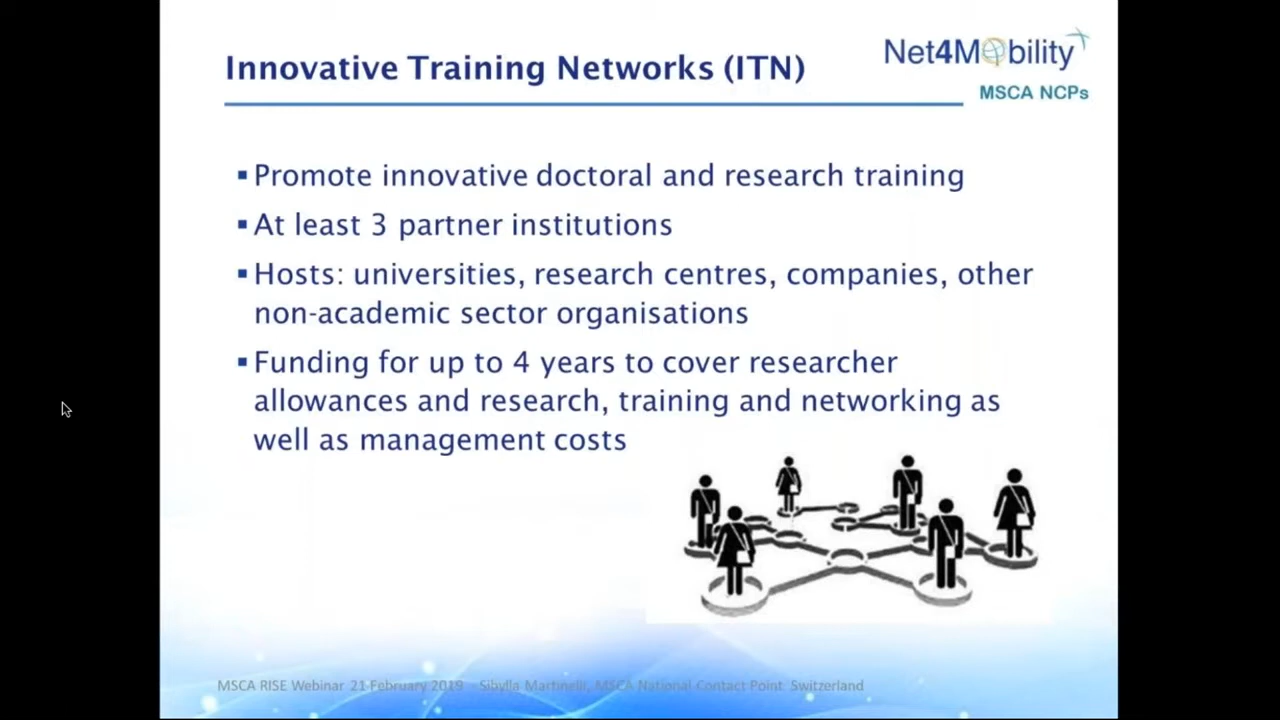 Innovative Training Networks (ITN)
Net4Mobility
MSCA NCPs
▪ Promote innovative doctoral and research training
▪ At least 3 partner institutions
▪ Hosts: universities, research centres, companies, other
non-academic sector organisations
▪ Funding for up to 4 years to cover researcher
allowances and research, training and networking as
well as management costs
MSCA RISE Webinar 21 February 2019 - Sibylla Martinelli, MSCA National Contact Point Switzerland